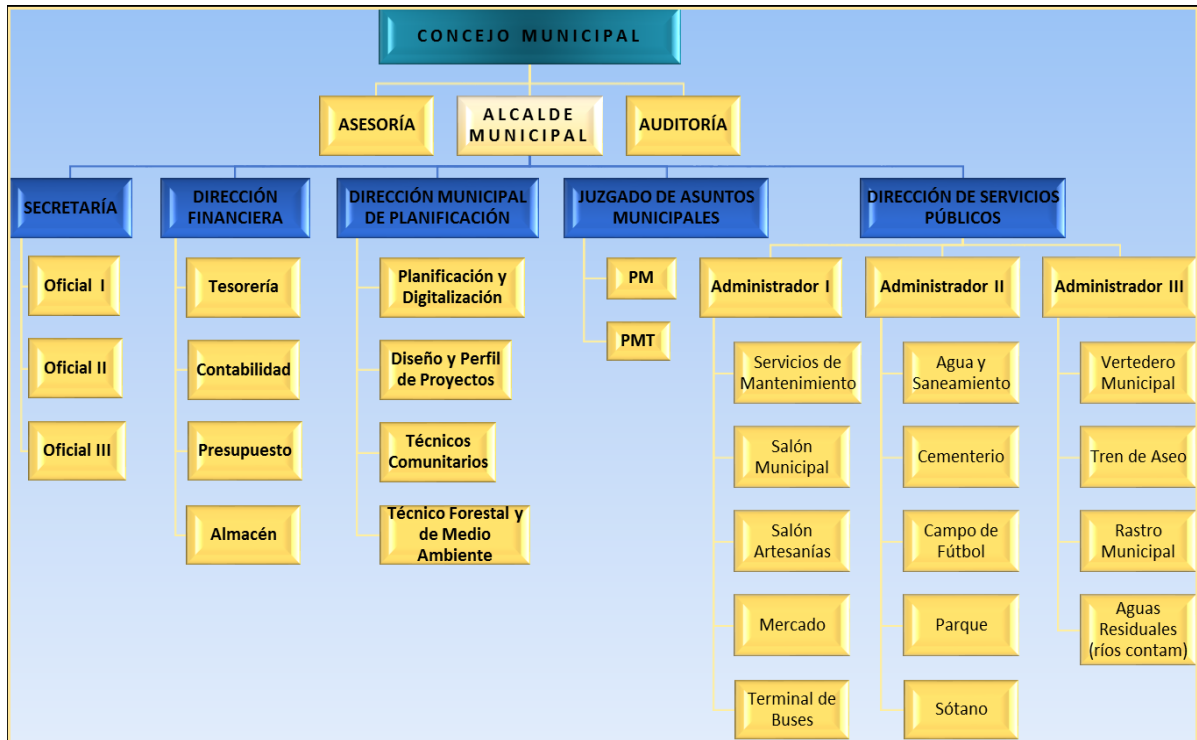 CONCEJO MUNICIPAL
ASESORÍA
ALCALDE
MUNICIPAL
AUDITORÍA
SECRETARÍA
DIRECCIÓN
FINANCIERA
DIRECCIÓN MUNICIPAL
DE PLANIFICACIÓN
JUZGADO DE ASUNTOS
MUNICIPALES
DIRECCIÓN DE SERVICIOS
PÚBLICOS
Oficial I
Oficial II
Oficial III
Tesorería
Contabilidad
Presupuesto
Almacén
Planificación y
Digitalización
Diseño y Perfil
de Proyectos
Técnicos
Comunitarios
Técnico Forestal y
de Medio
Ambiente
PM
PMT
Administrador I
Servicios de
Mantenimiento
Salón
Municipal
Salón
Artesanías
Mercado
Terminal de
Buses
Administrador II
Agua y
Saneamiento
Cementerio
Campo de
Fútbol
Parque
Sótano
Administrador III
Vertedero
Municipal
Tren de Aseo
Rastro
Municipal
Aguas
Residuales
(ríos contam)